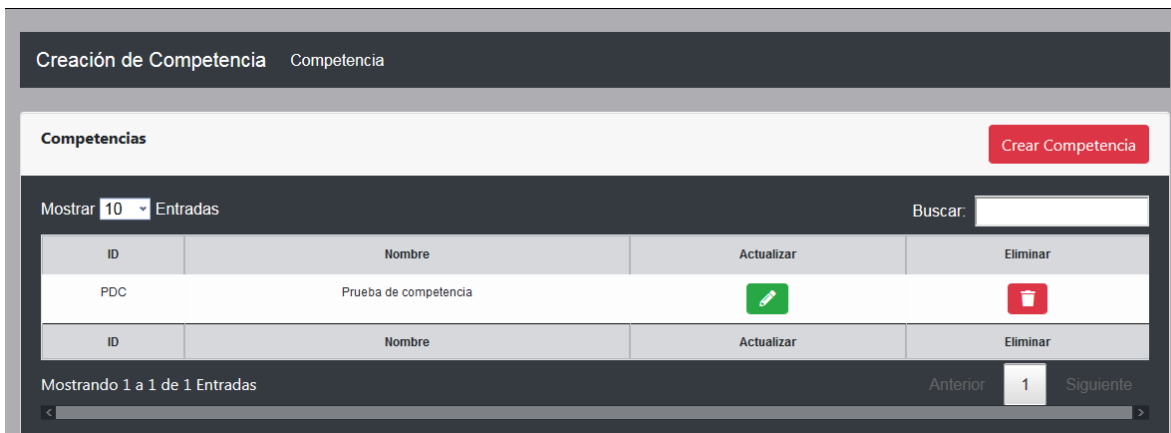 Creación de Competencia Competencia
Competencias Crear Competencia
Mostrar 10 Entradas Buscar:
ID Nombre Actualizar Eliminar
PDC Prueba de competencia
ID Nombre Actualizar Eliminar
Mostrando 1 a 1 de 1 Entradas Anterior 1 Siguiente